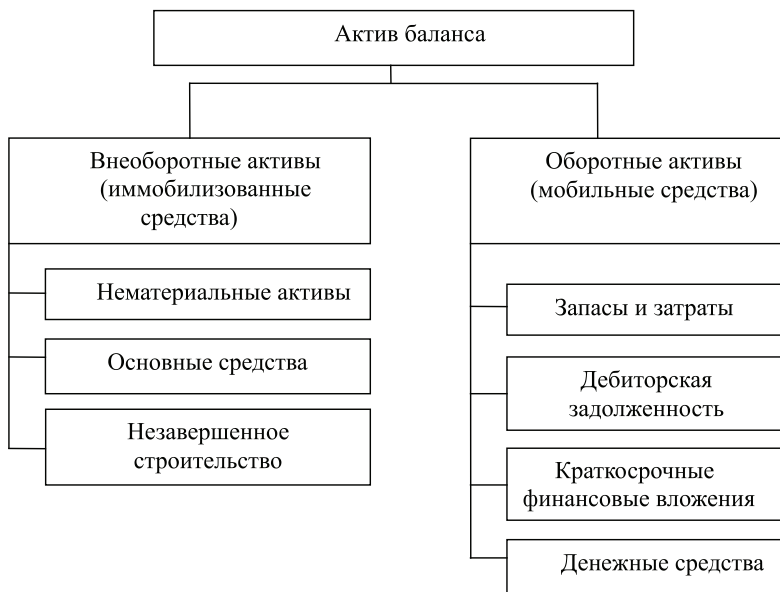 Актив баланса
Внеоборотные активы
(иммобилизованные
средства)
Нематериальные активы
Основные средства
Незавершенное
строительство
Оборотные активы
(мобильные средства)
Запасы и затраты
Дебиторская
задолженность
Краткосрочные
финансовые вложения
Денежные средства